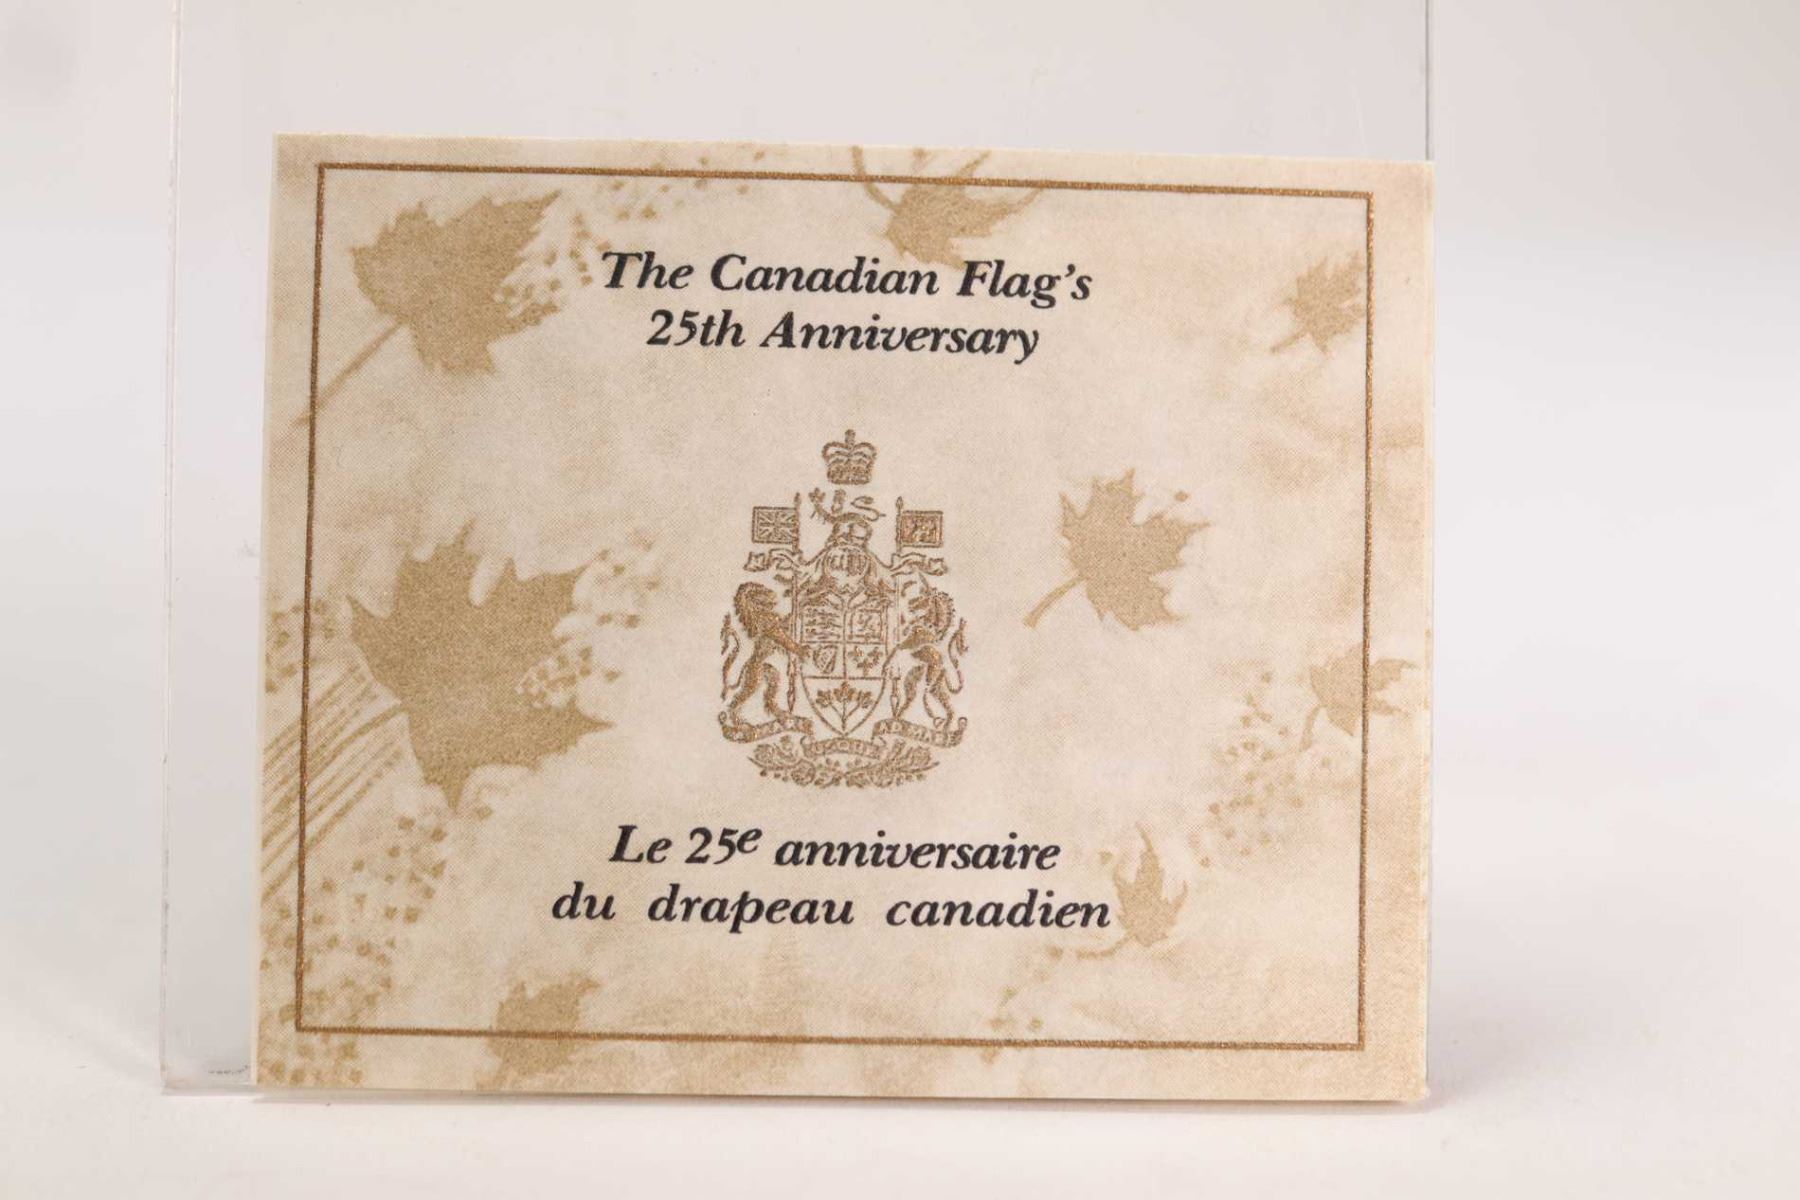 The Canadian Flag's
25th Anniversary
Le 25e anniversaire
du drapeau canadien